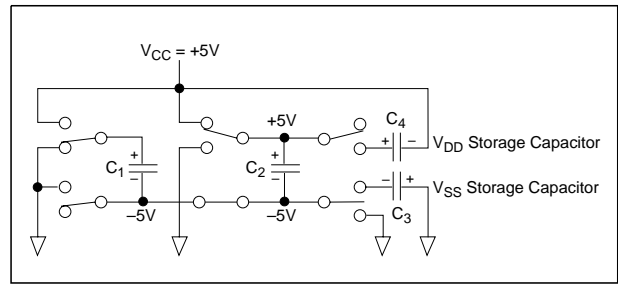 V_CC = +5V
+5V
C_4
+ −
V_DD Storage Capacitor
+
C_1
−
+
C_2
−
− +
V_SS Storage Capacitor
C_3
−5V
−5V